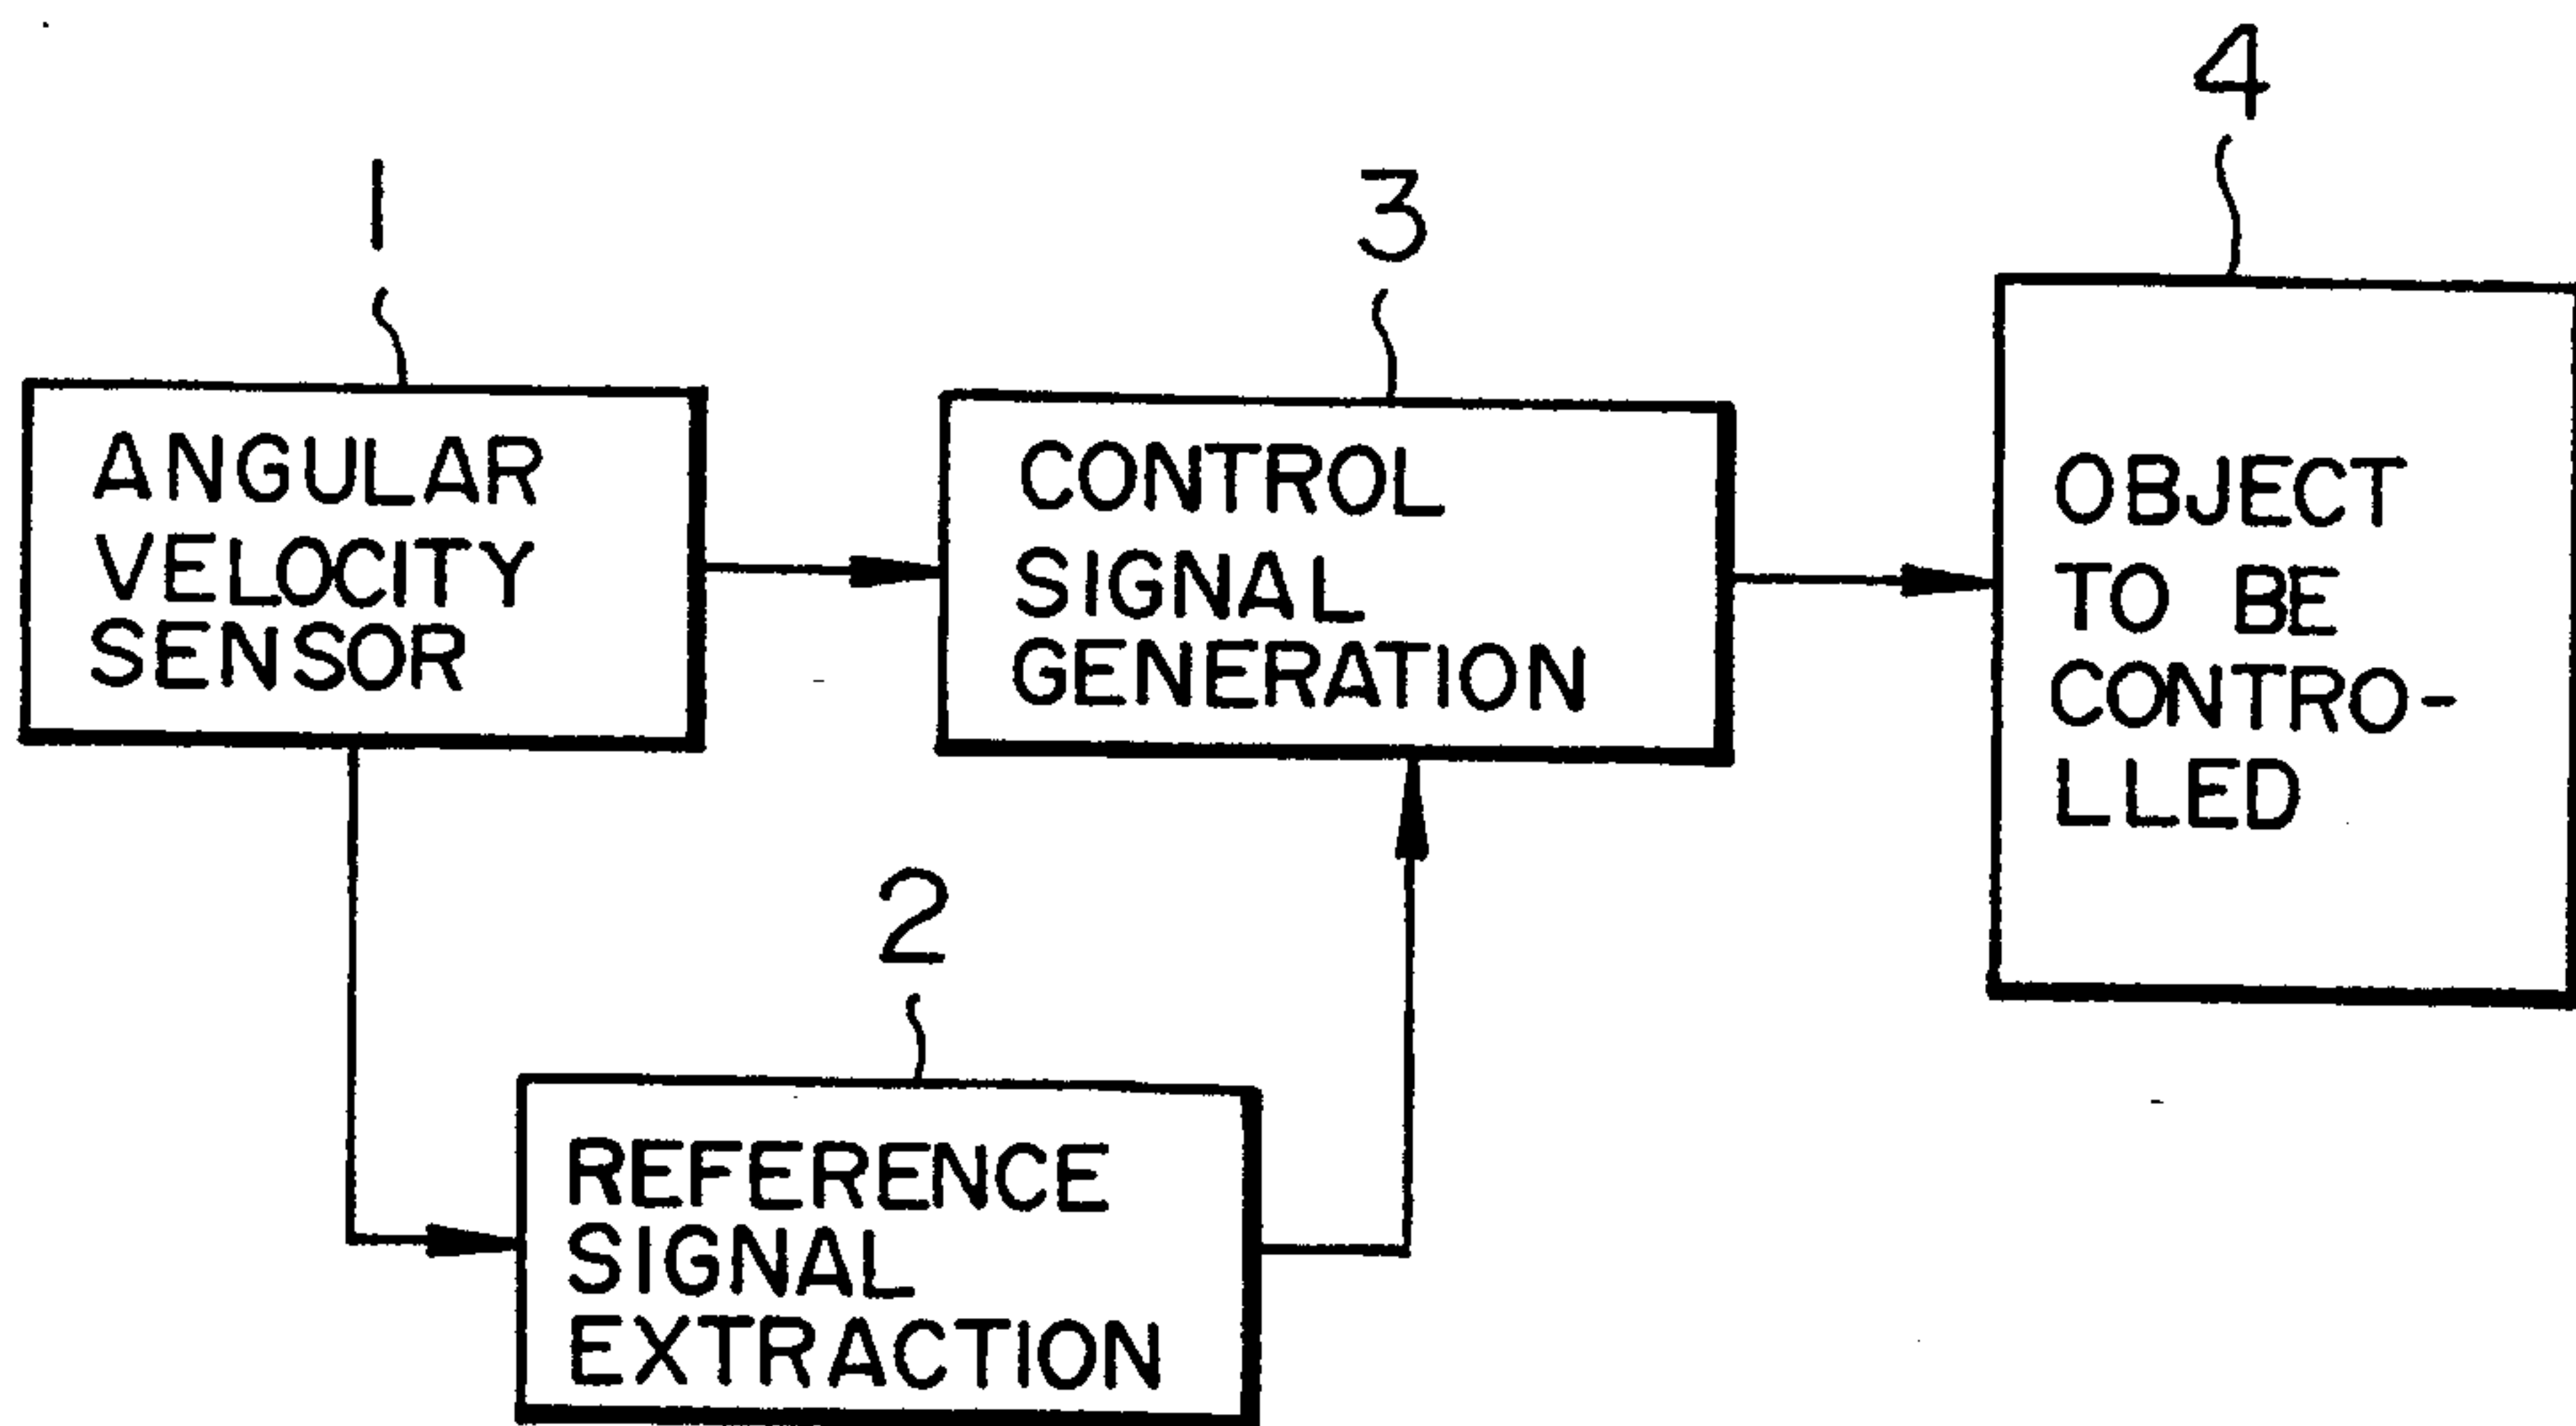 1
ANGULAR
VELOCITY
SENSOR
3
CONTROL
SIGNAL
GENERATION
4
OBJECT
TO BE
CONTRO-
LLED
2
REFERENCE
SIGNAL
EXTRACTION